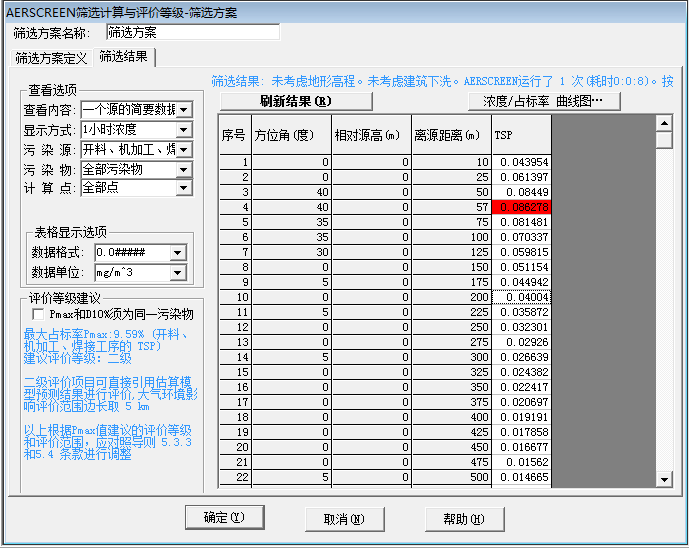 AERSCREEN筛选计算与评价等级-筛选方案
筛选方案名称: 筛选方案
筛选方案定义 筛选结果
筛选结果: 未考虑地形高程。未考虑建筑下洗。AERSCREEN运行了 1 次(耗时0:0:8)。按
查看选项
查看内容: 一个源的简要数据
显示方式: 1小时浓度
污 染 源: 开料、机加工、焊
污 染 物: 全部污染物
计 算 点: 全部点
表格显示选项
数据格式: 0.0#####
数据单位: mg/m^3
评价等级建议
Pmax和D10%须为同一污染物
最大占标率Pmax:9.59% (开料、
机加工、焊接工序的 TSP)
建议评价等级: 二级
二级评价项目可直接引用估算模
型预测结果进行评价,大气环境影
响评价范围边长取 5 km
以上根据Pmax值建议的评价等级
和评价范围，应对照导则 5.3.3
和5.4 条款进行调整
刷新结果(R) 浓度/占标率 曲线图…
序号 方位角(度) 相对源高(m) 离源距离(m) TSP
1 0 0 10 0.043954
2 0 0 25 0.061397
3 40 0 50 0.08449
4 40 0 57 0.086276
5 35 0 75 0.081481
6 35 0 100 0.070337
7 30 0 125 0.059815
8 0 0 150 0.051154
9 5 0 175 0.044942
10 0 0 200 0.04004
11 5 0 225 0.035872
12 0 0 250 0.032301
13 0 0 275 0.02926
14 5 0 300 0.026639
15 0 0 325 0.024382
16 0 0 350 0.022417
17 0 0 375 0.020697
18 0 0 400 0.019191
19 0 0 425 0.017858
20 0 0 450 0.016677
21 0 0 475 0.01562
22 5 0 500 0.014665
确定(Y) 取消(N) 帮助(H)